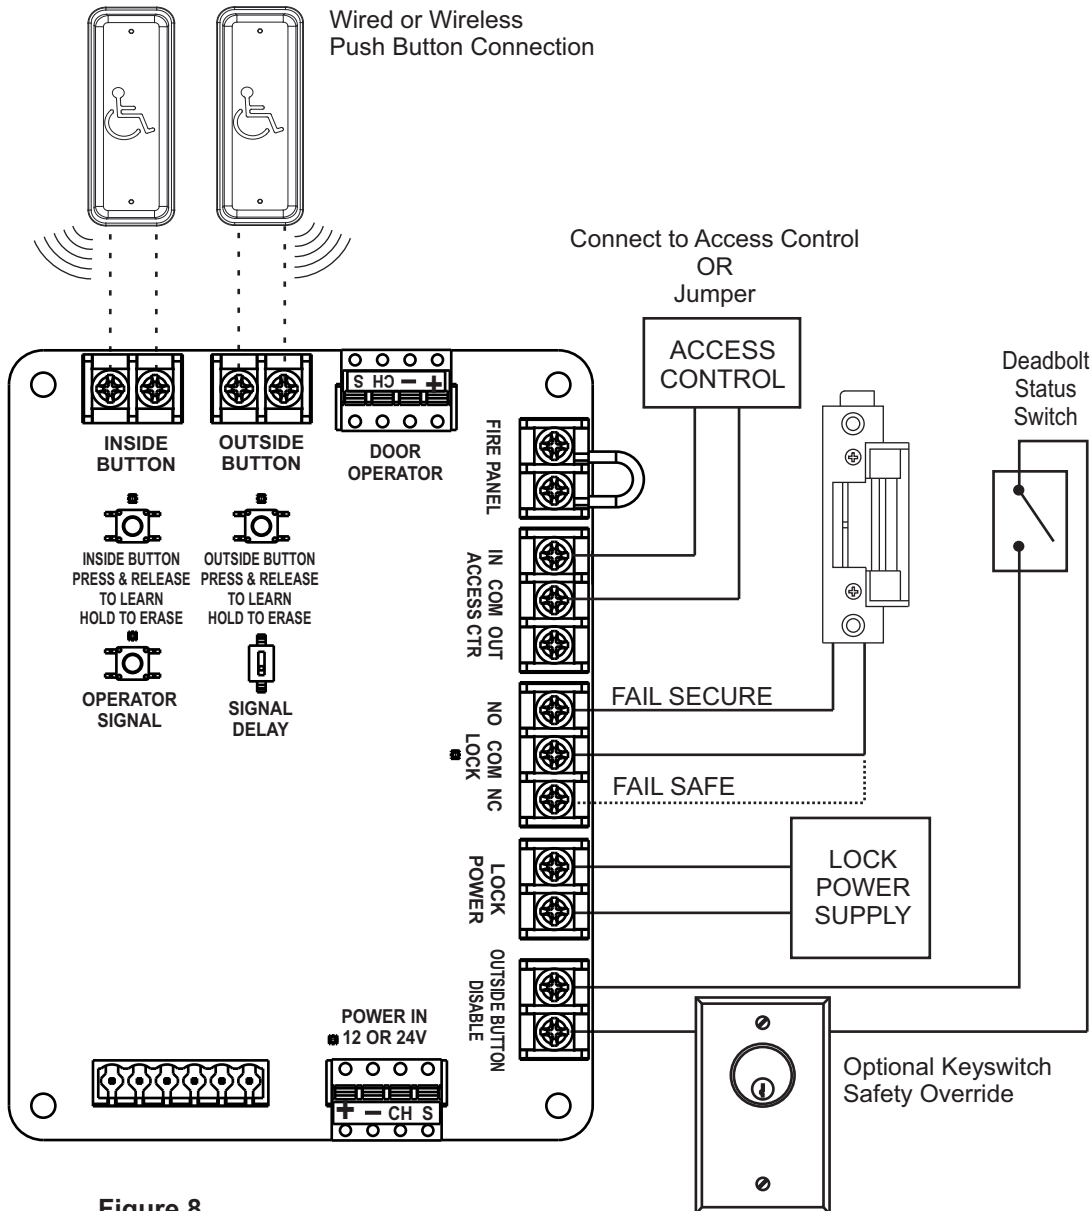 Wired or Wireless
Push Button Connection
Connect to Access Control
OR
Jumper
ACCESS
CONTROL
Deadbolt
Status
Switch
INSIDE
BUTTON
OUTSIDE
BUTTON
S CH − +
DOOR
OPERATOR
FIRE PANEL
INSIDE BUTTON
PRESS & RELEASE
TO LEARN
HOLD TO ERASE
OUTSIDE BUTTON
PRESS & RELEASE
TO LEARN
HOLD TO ERASE
IN COM OUT
ACCESS CTR
OPERATOR
SIGNAL
SIGNAL
DELAY
NO COM NC
LOCK
FAIL SECURE
FAIL SAFE
LOCK
POWER
LOCK
POWER
SUPPLY
OUTSIDE BUTTON
DISABLE
POWER IN
12 OR 24V
+ − CH S
Optional Keyswitch
Safety Override
Figure 8